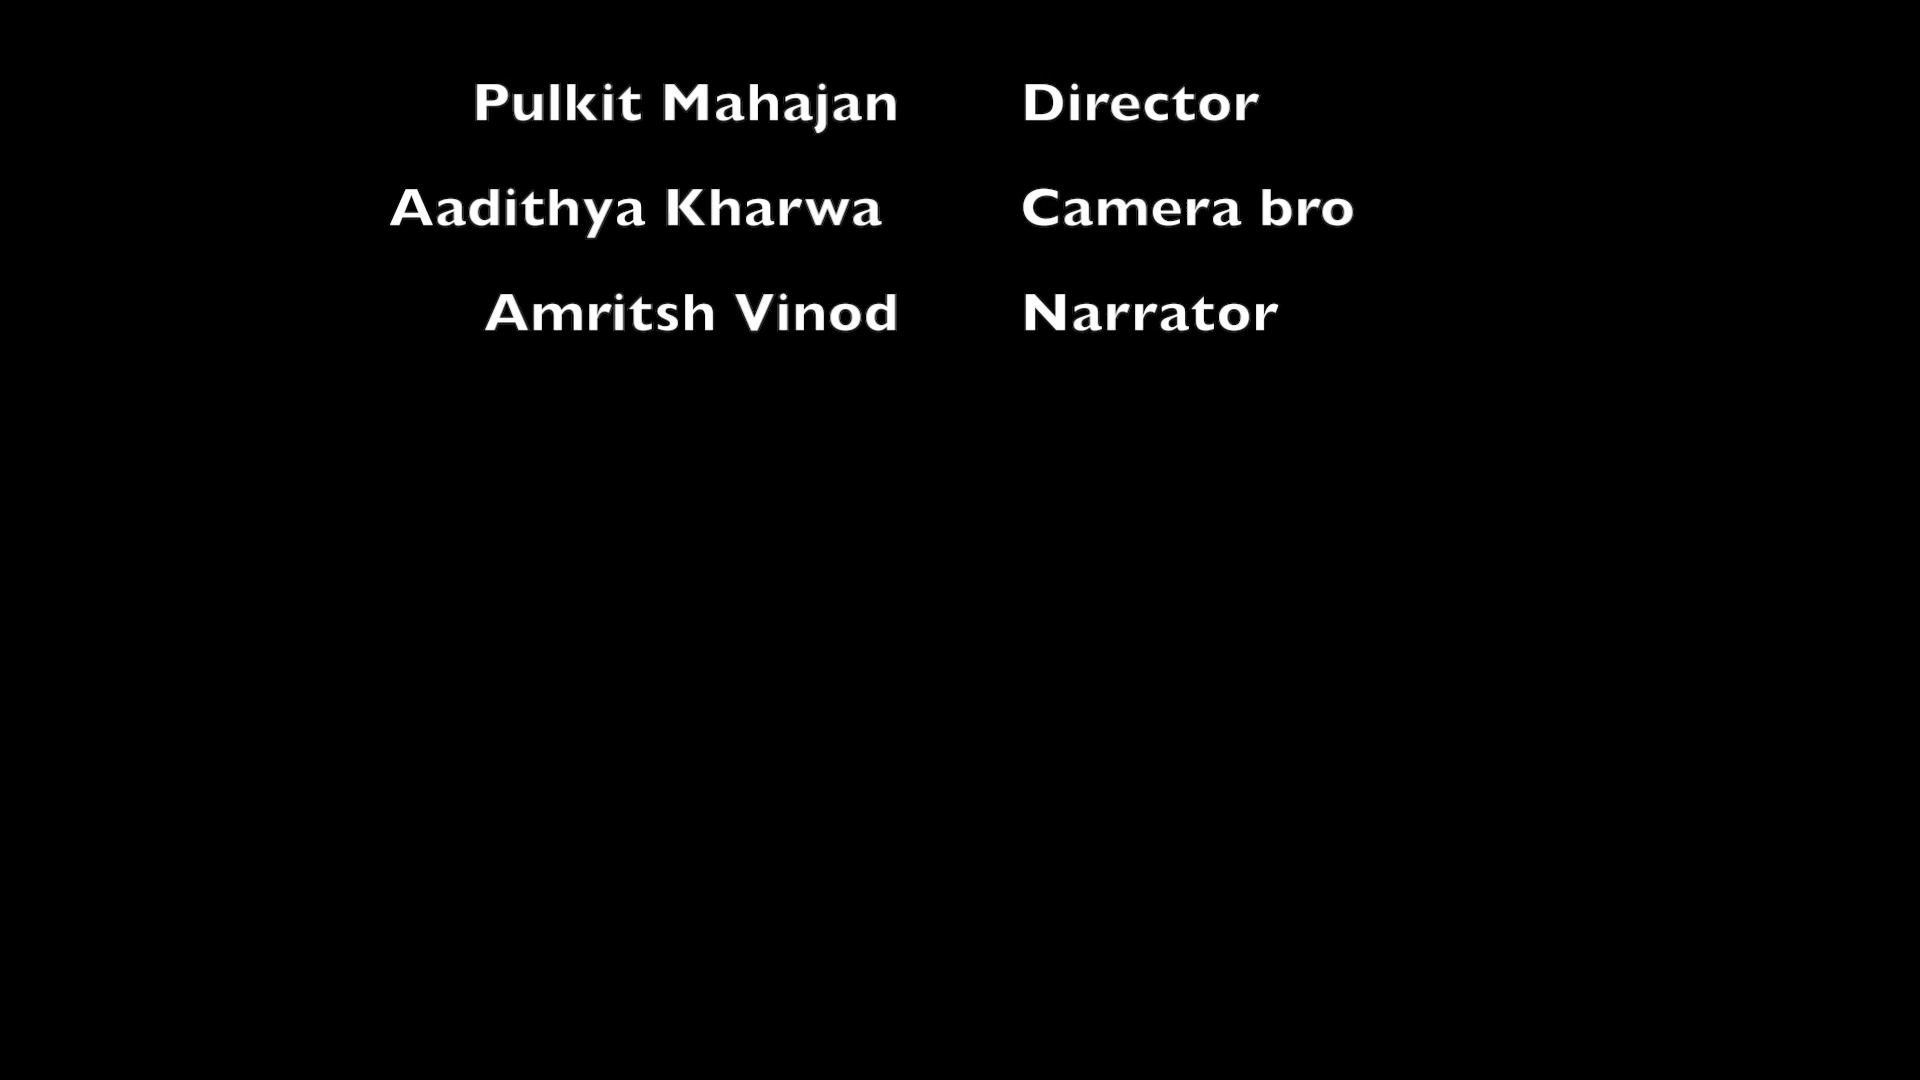 Pulkit Mahajan Director
Aadithya Kharwa Camera bro
Amritsh Vinod Narrator